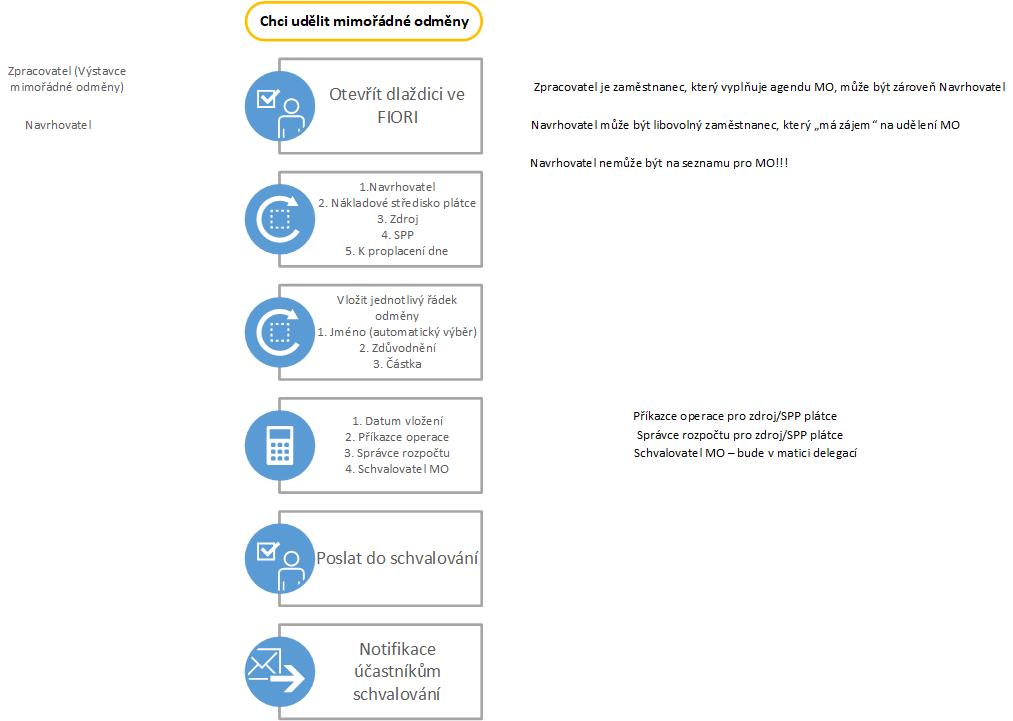 Chci udělit mimořádné odměny
Zpracovatel (Výstavce
mimořádné odměny)
Navrhovatel
Otevřít dlaždici ve
FIORI
Zpracovatel je zaměstnanec, který vyplňuje agendu MO, může být zároveň Navrhovatel
Navrhovatel může být libovolný zaměstnanec, který „má zájem“ na udělení MO
Navrhovatel nemůže být na seznamu pro MO!!!
1.Navrhovatel
2. Nákladové středisko plátce
3. Zdroj
4. SPP
5. K proplacení dne
Vložit jednotlivý řádek
odměny
1. Jméno (automatický výběr)
2. Zdůvodnění
3. Částka
1. Datum vložení
2. Příkazce operace
3. Správce rozpočtu
4. Schvalovatel MO
Příkazce operace pro zdroj/SPP plátce
Správce rozpočtu pro zdroj/SPP plátce
Schvalovatel MO – bude v matici delegací
Poslat do schvalování
Notifikace
účastníkům
schvalování